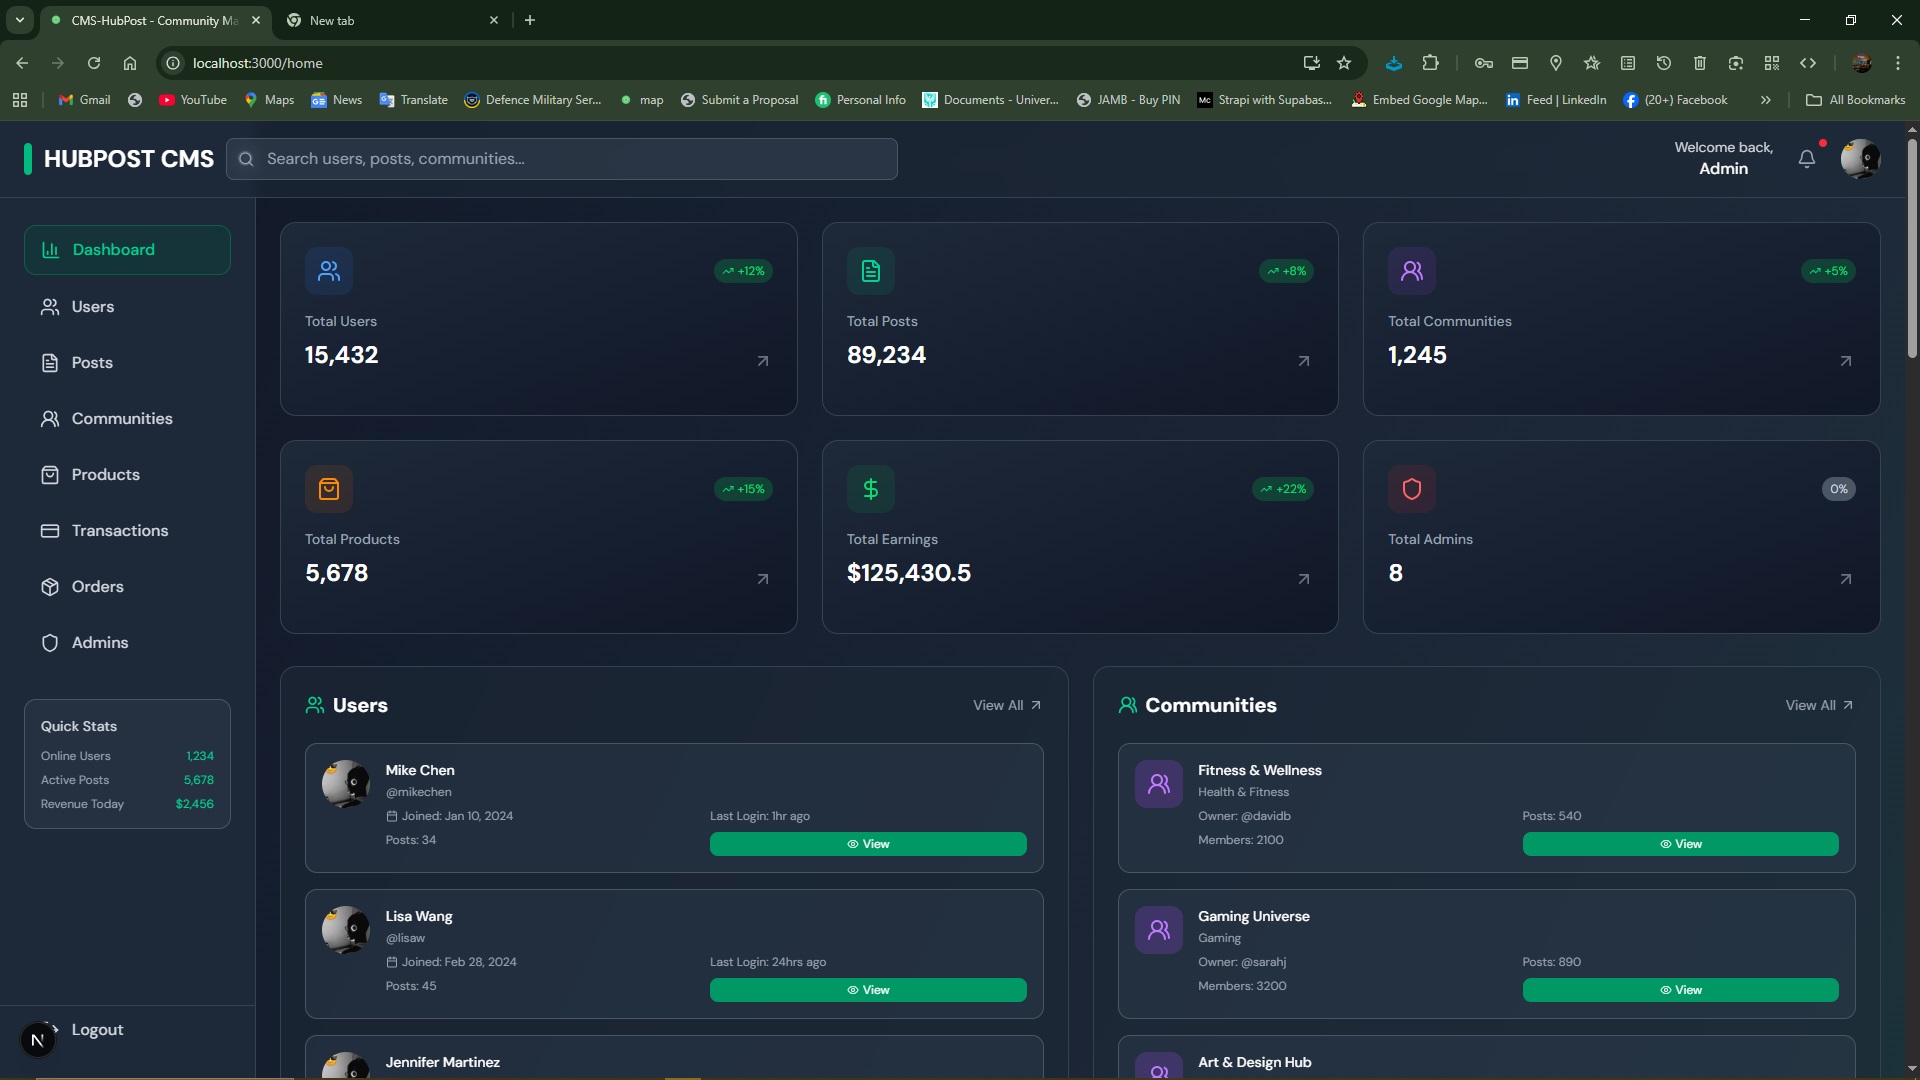 CMS-HubPost - Community Ma
New tab
localhost:3000/home
Gmail
YouTube
Maps
News
Translate
Defence Military Ser...
map
Submit a Proposal
Personal Info
Documents - Univer...
JAMB - Buy PIN
Strapi with Supabas...
Embed Google Map...
Feed | LinkedIn
(20+) Facebook
All Bookmarks
HUBPOST CMS
Search users, posts, communities...
Welcome back,
Admin
Dashboard
Users
Posts
Communities
Products
Transactions
Orders
Admins
Quick Stats
Online Users 1,234
Active Posts 5,678
Revenue Today $2,456
Logout
N
+12%
Total Users
15,432
+8%
Total Posts
89,234
+5%
Total Communities
1,245
+15%
Total Products
5,678
+22%
Total Earnings
$125,430.5
0%
Total Admins
8
Users
View All
Mike Chen
@mikechen
Joined: Jan 10, 2024 Last Login: 1hr ago
Posts: 34 View
Lisa Wang
@lisaw
Joined: Feb 28, 2024 Last Login: 24hrs ago
Posts: 45 View
Jennifer Martinez
Communities
View All
Fitness & Wellness
Health & Fitness
Owner: @davidb Posts: 540
Members: 2100 View
Gaming Universe
Gaming
Owner: @sarahj Posts: 890
Members: 3200 View
Art & Design Hub